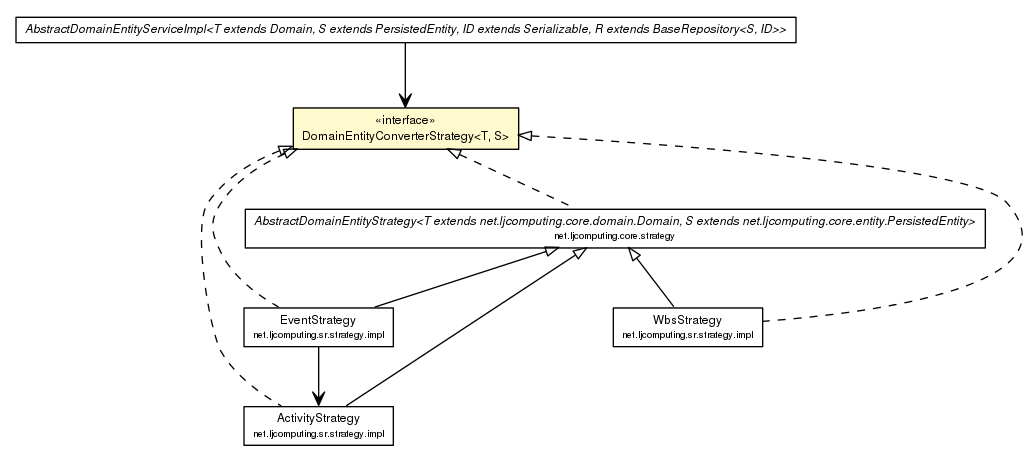 AbstractDomainEntityServiceImpl<T extends Domain, S extends PersistedEntity, ID extends Serializable, R extends BaseRepository<S, ID>>
«interface»
DomainEntityConverterStrategy<T, S>
AbstractDomainEntityStrategy<T extends net.ljcomputing.core.domain.Domain, S extends net.ljcomputing.core.entity.PersistedEntity>
net.ljcomputing.core.strategy
EventStrategy
net.ljcomputing.sr.strategy.impl
WbsStrategy
net.ljcomputing.sr.strategy.impl
ActivityStrategy
net.ljcomputing.sr.strategy.impl